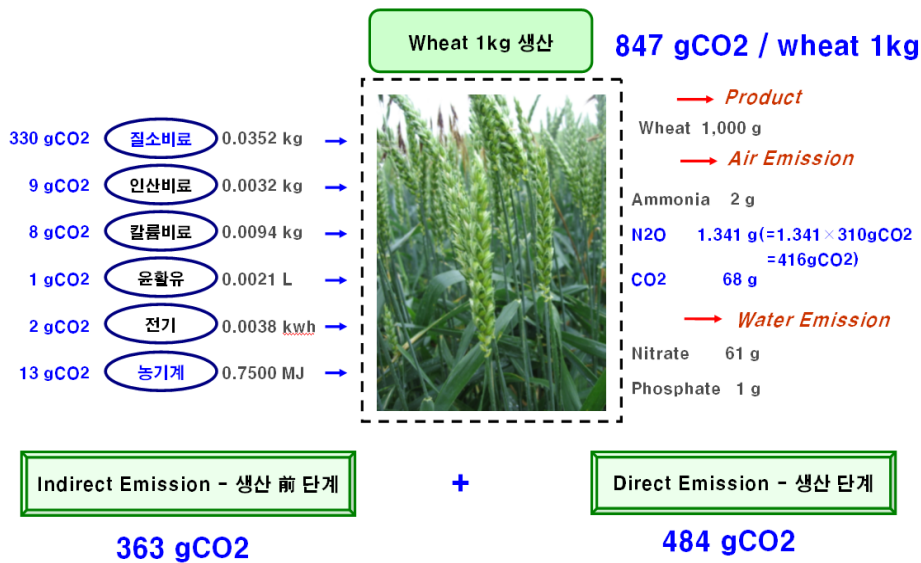 Wheat 1kg 생산
847 gCO2 / wheat 1kg
330 gCO2 질소비료 0.0352 kg
9 gCO2 인산비료 0.0032 kg
8 gCO2 칼륨비료 0.0094 kg
1 gCO2 윤활유 0.0021 L
2 gCO2 전기 0.0038 kwh
13 gCO2 농기계 0.7500 MJ
Product
Wheat 1,000 g
Air Emission
Ammonia 2 g
N2O 1.341 g(=1.341×310gCO2
=416gCO2)
CO2 68 g
Water Emission
Nitrate 61 g
Phosphate 1 g
Indirect Emission - 생산 前 단계
+
Direct Emission - 생산 단계
363 gCO2
484 gCO2